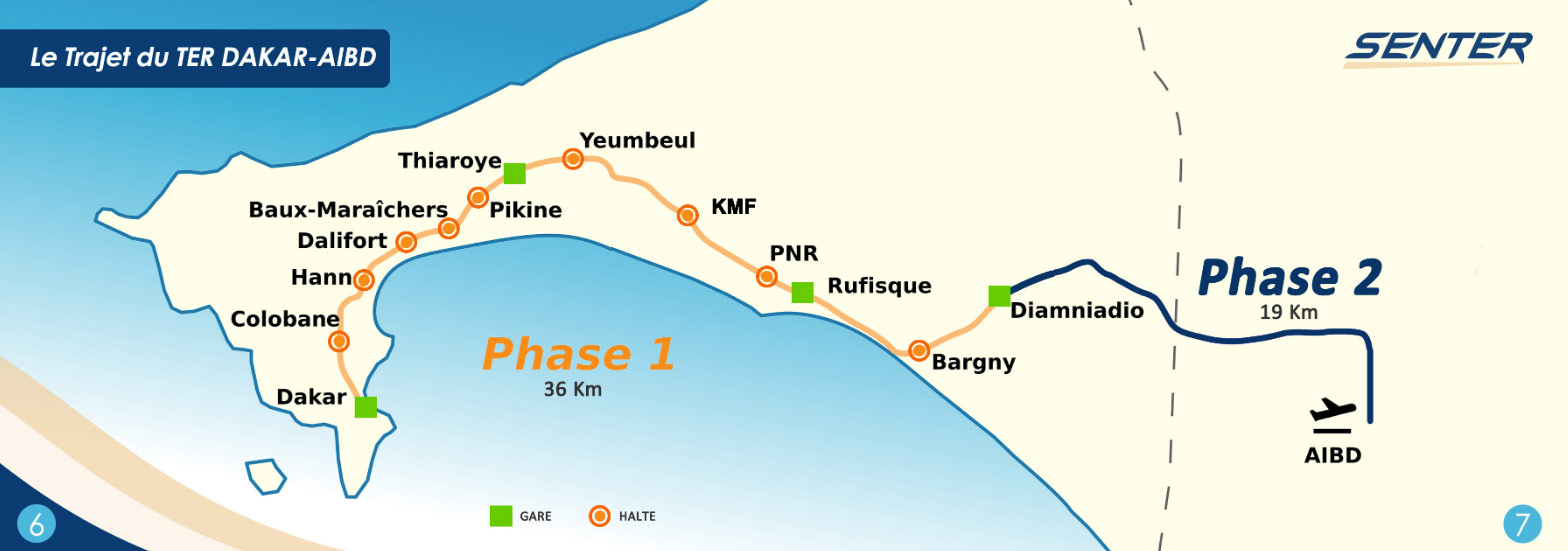 Le Trajet du TER DAKAR-AIBD
SENTER
Yeumbeul
Thiaroye
Baux-Maraîchers
Pikine
KMF
Dalifort
PNR
Hann
Rufisque
Phase 2
19 Km
Diamniadio
Colobane
Phase 1
36 Km
Bargny
Dakar
AIBD
GARE
HALTE
6
7